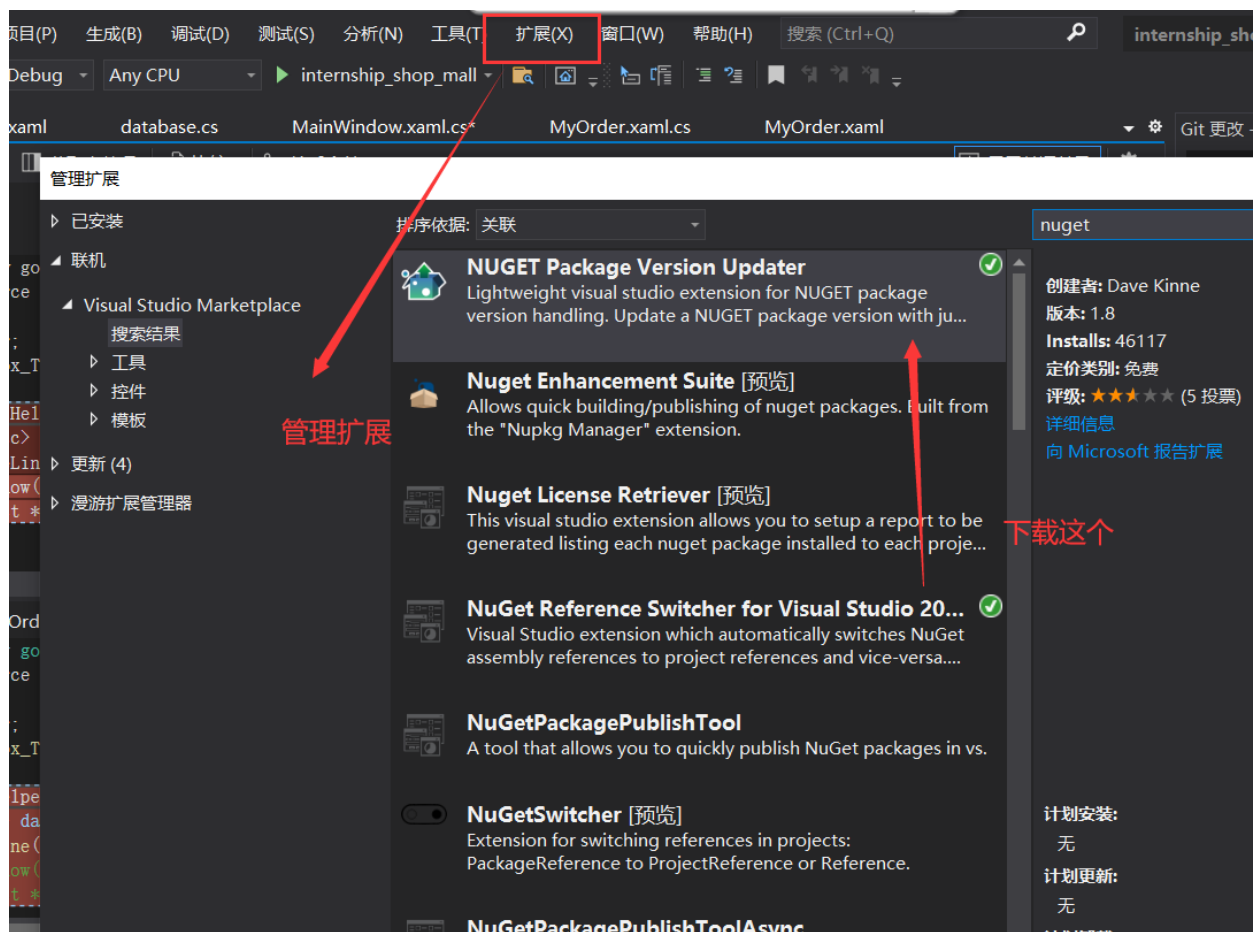 项目(P) 生成(B) 调试(D) 测试(S) 分析(N) 工具(T) 扩展(X) 窗口(W) 帮助(H) 搜索 (Ctrl+Q) internship_sh
Debug Any CPU internship_shop_mall
xaml database.cs MainWindow.xaml.cs* MyOrder.xaml.cs MyOrder.xaml Git 更改 -
管理扩展
已安装
联机
Visual Studio Marketplace
搜索结果
工具
控件
模板
更新 (4)
漫游扩展管理器
管理扩展
排序依据: 关联
NUGET Package Version Updater
Lightweight visual studio extension for NUGET package
version handling. Update a NUGET package version with ju...
Nuget Enhancement Suite [预览]
Allows quick building/publishing of nuget packages. Built from
the "Nupkg Manager" extension.
Nuget License Retriever [预览]
This visual studio extension allows you to setup a report to be
generated listing each nuget package installed to each proje...
NuGet Reference Switcher for Visual Studio 20...
Visual Studio extension which automatically switches NuGet
assembly references to project references and vice-versa....
NuGetPackagePublishTool
A tool that allows you to quickly publish NuGet packages in vs.
NuGetSwitcher [预览]
Extension for switching references in projects:
PackageReference to ProjectReference or Reference.
NuGetPackagePublishToolAsync
下载这个
nuget
创建者: Dave Kinne
版本: 1.8
Installs: 46117
定价类别: 免费
评级: ★★★★★ (5 投票)
详细信息
向 Microsoft 报告扩展
计划安装:
无
计划更新:
无